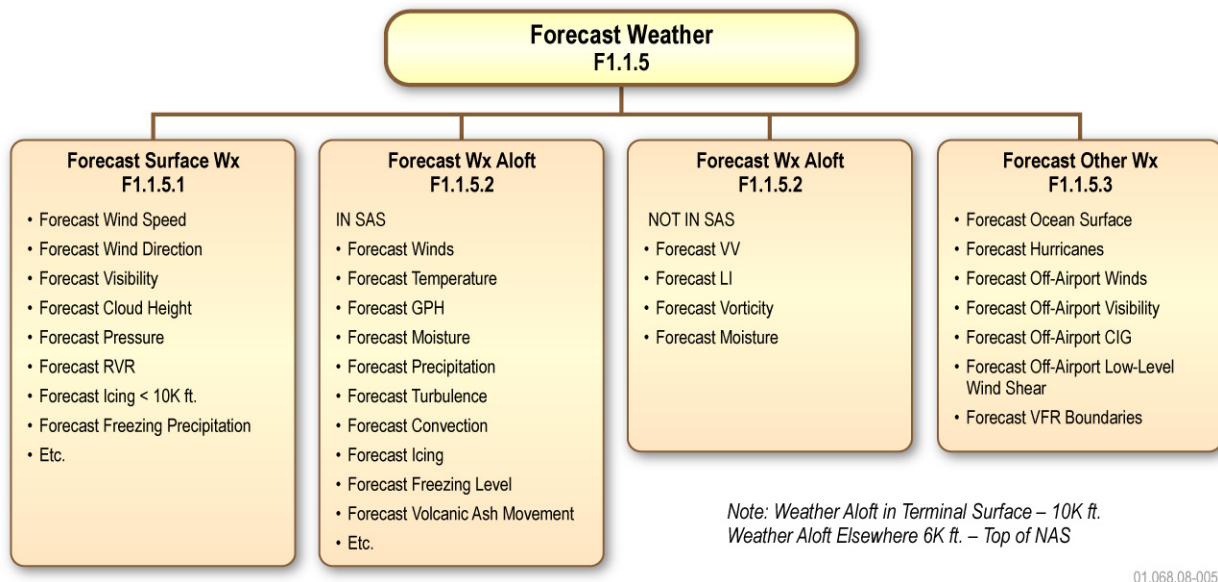 Forecast Weather
F1.1.5
Forecast Surface Wx
F1.1.5.1
• Forecast Wind Speed
• Forecast Wind Direction
• Forecast Visibility
• Forecast Cloud Height
• Forecast Pressure
• Forecast RVR
• Forecast Icing < 10K ft.
• Forecast Freezing Precipitation
• Etc.
Forecast Wx Aloft
F1.1.5.2
IN SAS
• Forecast Winds
• Forecast Temperature
• Forecast GPH
• Forecast Moisture
• Forecast Precipitation
• Forecast Turbulence
• Forecast Convection
• Forecast Icing
• Forecast Freezing Level
• Forecast Volcanic Ash Movement
• Etc.
Forecast Wx Aloft
F1.1.5.2
NOT IN SAS
• Forecast VV
• Forecast LI
• Forecast Vorticity
• Forecast Moisture
Forecast Other Wx
F1.1.5.3
• Forecast Ocean Surface
• Forecast Hurricanes
• Forecast Off-Airport Winds
• Forecast Off-Airport Visibility
• Forecast Off-Airport CIG
• Forecast Off-Airport Low-Level
Wind Shear
• Forecast VFR Boundaries
Note: Weather Aloft in Terminal Surface – 10K ft.
Weather Aloft Elsewhere 6K ft. – Top of NAS
01.068.08-005